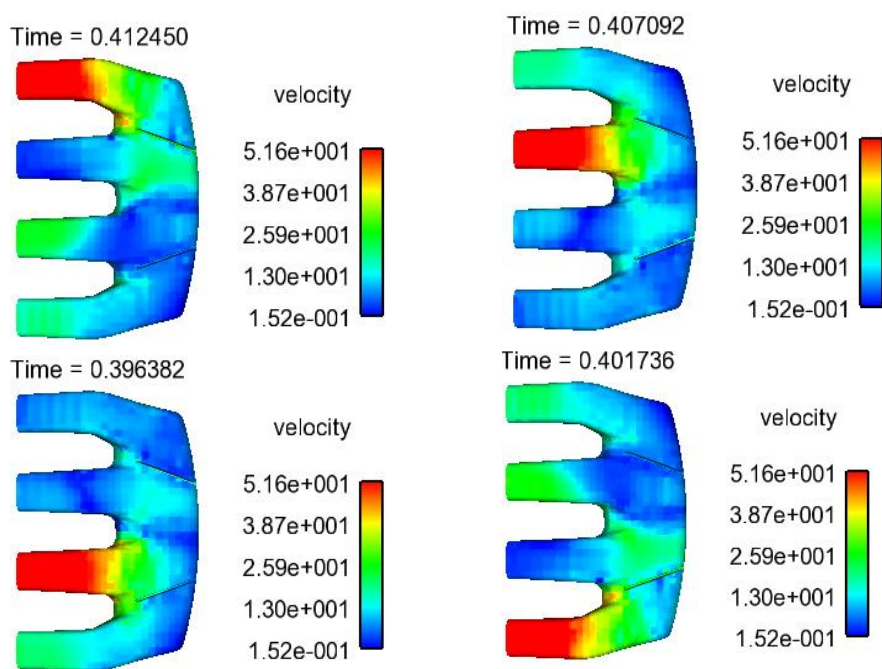 Time = 0.412450
velocity
5.16e+001
3.87e+001
2.59e+001
1.30e+001
1.52e-001
Time = 0.407092
velocity
5.16e+001
3.87e+001
2.59e+001
1.30e+001
1.52e-001
Time = 0.396382
velocity
5.16e+001
3.87e+001
2.59e+001
1.30e+001
1.52e-001
Time = 0.401736
velocity
5.16e+001
3.87e+001
2.59e+001
1.30e+001
1.52e-001